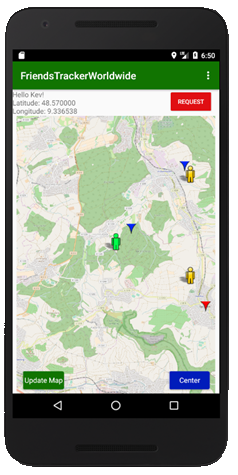 6:50
FriendsTrackerWorldwide
Hello Kev!
Latitude: 48.570000
Longitude: 9.336538
REQUEST
Update Map
Center